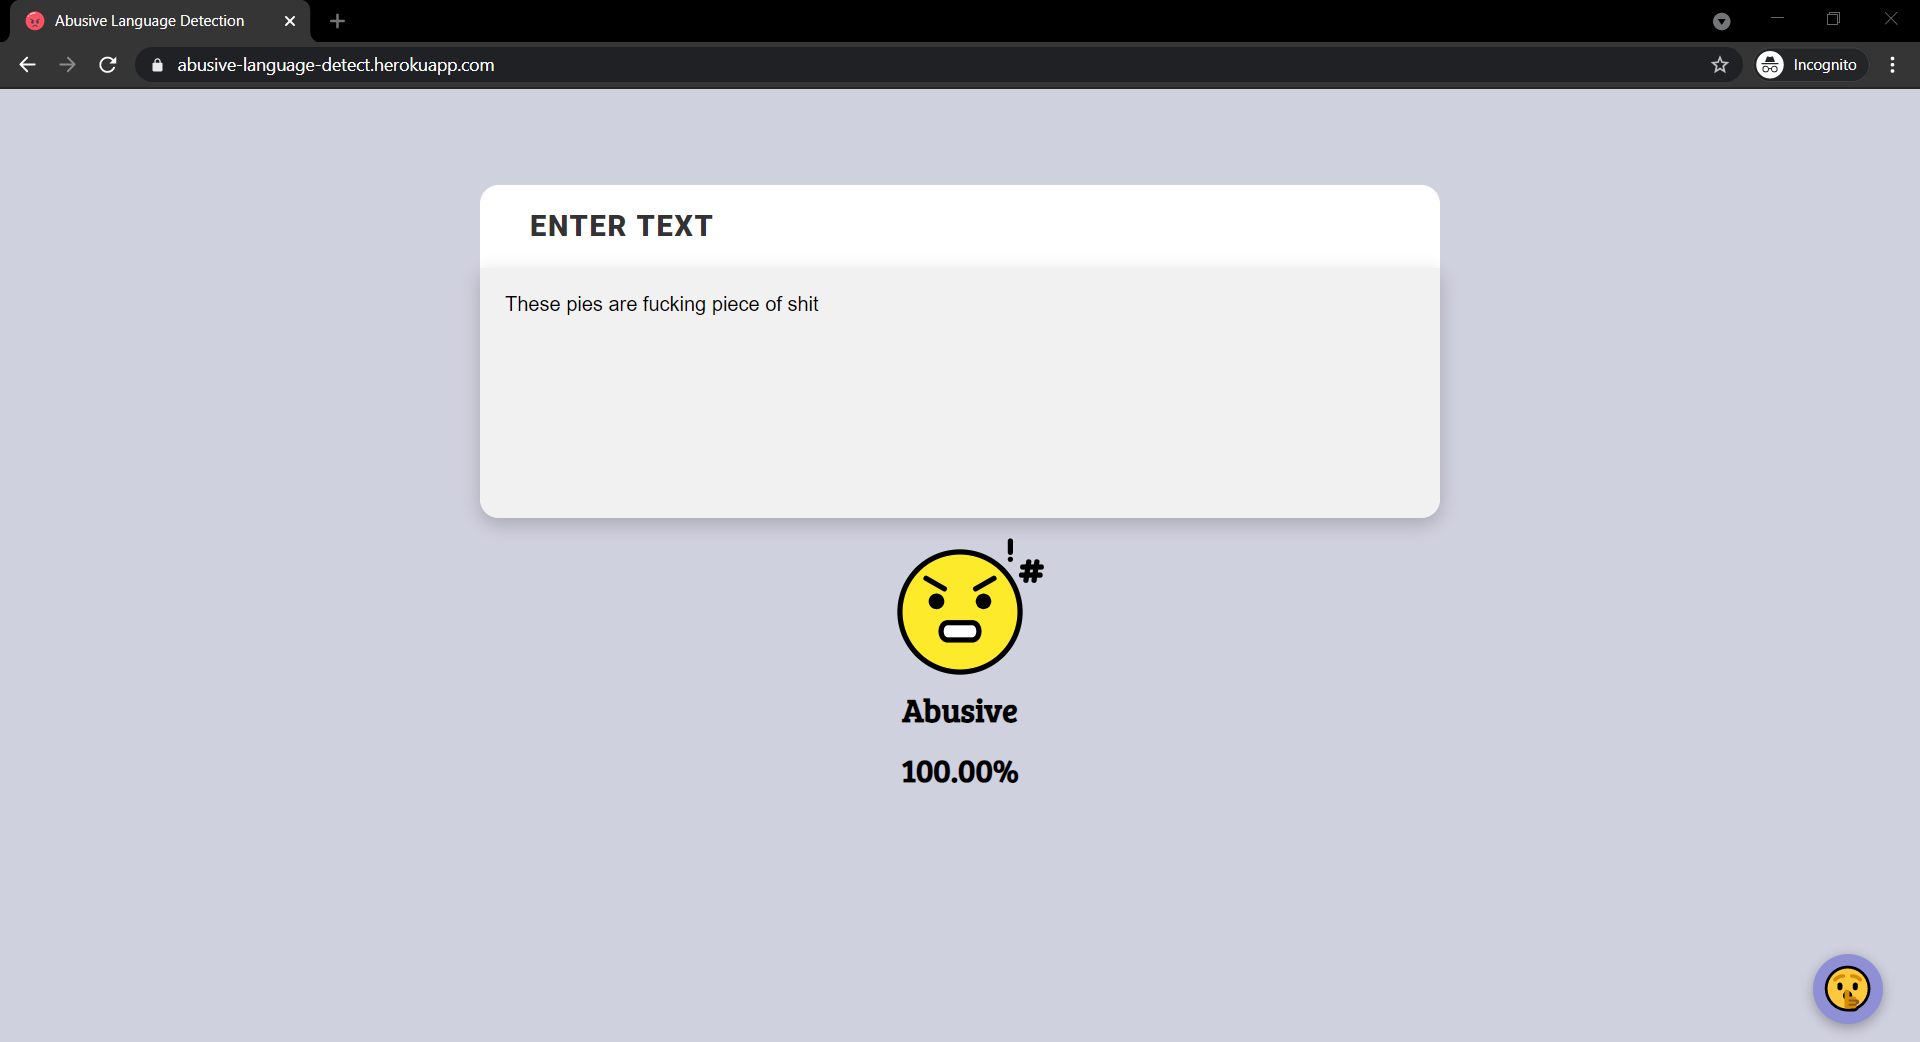 Abusive Language Detection
abusive-language-detect.herokuapp.com
Incognito
ENTER TEXT
These pies are fucking piece of shit
!
#
Abusive
100.00%